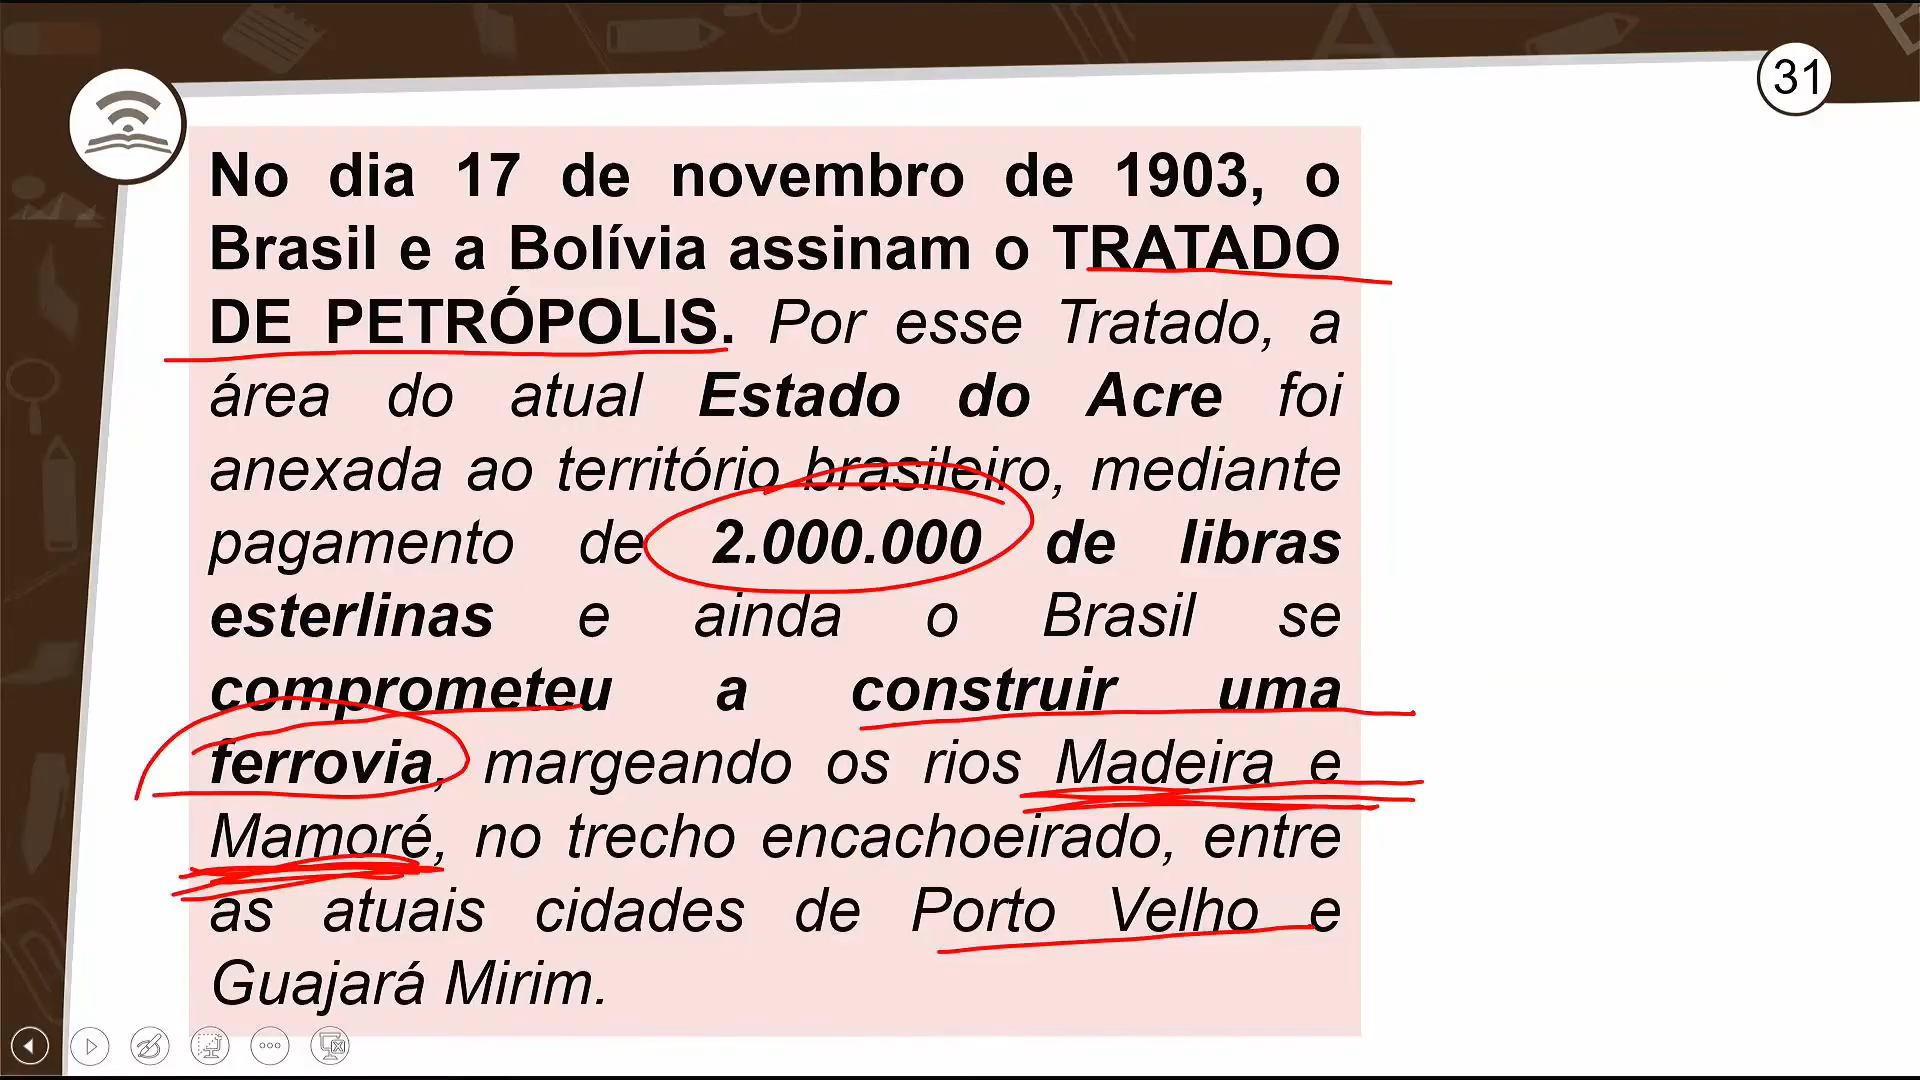 31
No dia 17 de novembro de 1903, o
Brasil e a Bolívia assinam o TRATADO
DE PETRÓPOLIS. Por esse Tratado, a
área do atual Estado do Acre foi
anexada ao território brasileiro, mediante
pagamento de 2.000.000 de libras
esterlinas e ainda o Brasil se
comprometeu a construir uma
ferrovia, margeando os rios Madeira e
Mamoré, no trecho encachoeirado, entre
as atuais cidades de Porto Velho e
Guajará Mirim.